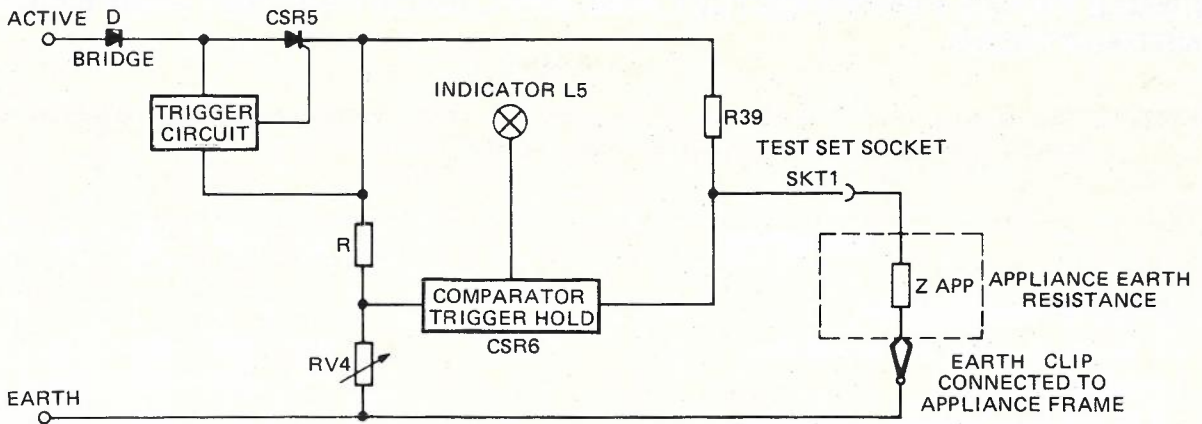 ACTIVE
D
BRIDGE
CSR5
TRIGGER
CIRCUIT
INDICATOR L5
R39
TEST SET SOCKET
SKT1
R
COMPARATOR
TRIGGER HOLD
CSR6
Z APP
APPLIANCE EARTH
RESISTANCE
RV4
EARTH
EARTH CLIP
CONNECTED TO
APPLIANCE FRAME